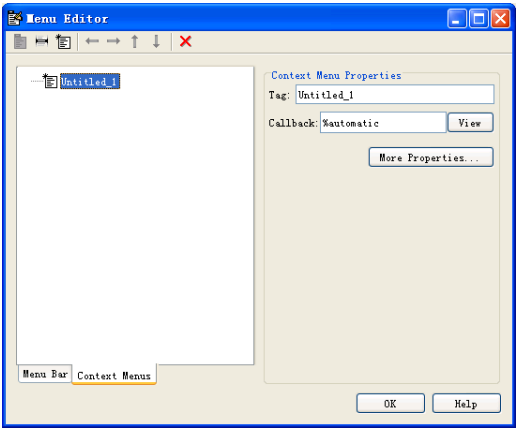 Menu Editor
Untitled_1
Context Menu Properties
Tag: Untitled_1
Callback: %automatic View
More Properties...
Menu Bar Context Menus
OK Help